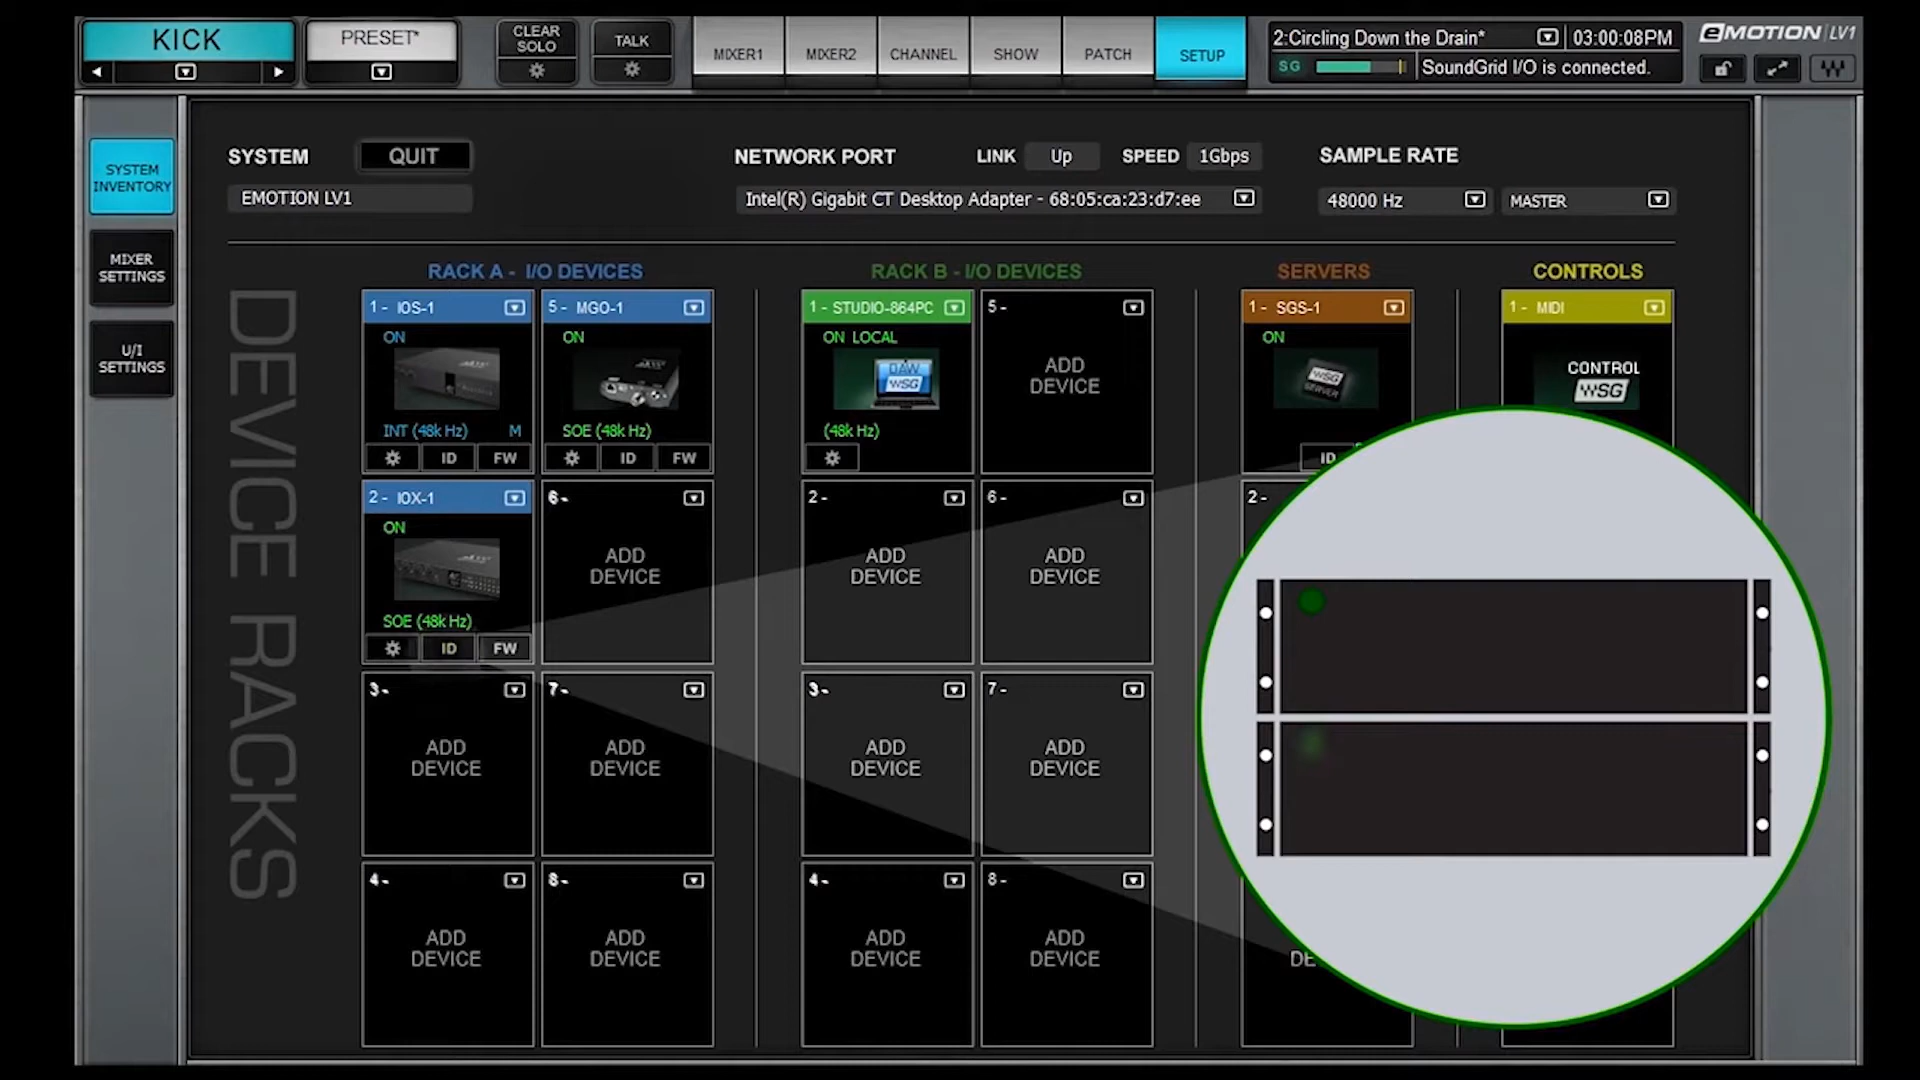 KICK
PRESET*
CLEAR SOLO
TALK
MIXER1
MIXER2
CHANNEL
SHOW
PATCH
SETUP
2:Circling Down the Drain*
03:00:08PM
SG
SoundGrid I/O is connected.
eMOTION LV1
SYSTEM INVENTORY
MIXER SETTINGS
U/I SETTINGS
SYSTEM
QUIT
EMOTION LV1
NETWORK PORT
LINK
Up
SPEED
1Gbps
Intel(R) Gigabit CT Desktop Adapter - 68:05:ca:23:d7:ee
SAMPLE RATE
48000 Hz
MASTER
DEVICE RACKS
RACK A - I/O DEVICES
RACK B - I/O DEVICES
SERVERS
CONTROLS
1 - IOS-1
ON
INT (48k Hz) M
ID
FW
5 - MGO-1
ON
SOE (48k Hz)
ID
FW
1 - STUDIO-864PC
ON LOCAL
DAW
WSG
(48k Hz)
5 -
ADD DEVICE
1 - SGS-1
ON
WSG
SERVER
ID
1 - MIDI
CONTROL
WSG
2 - IOX-1
ON
SOE (48k Hz)
ID
FW
6 -
ADD DEVICE
2 -
ADD DEVICE
6 -
ADD DEVICE
2 -
3 -
ADD DEVICE
7 -
ADD DEVICE
3 -
ADD DEVICE
7 -
ADD DEVICE
4 -
ADD DEVICE
8 -
ADD DEVICE
4 -
ADD DEVICE
8 -
ADD DEVICE
DE